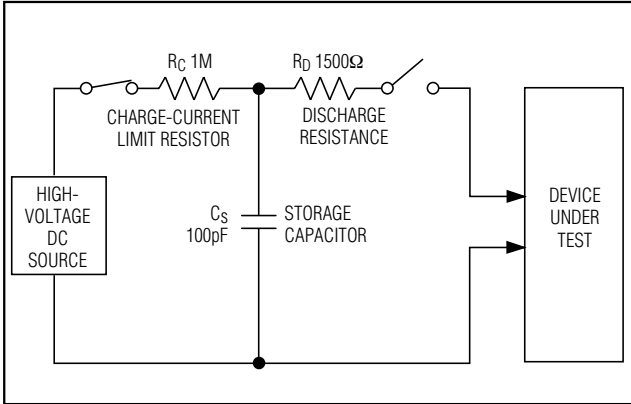 R_C 1M
CHARGE-CURRENT
LIMIT RESISTOR
R_D 1500Ω
DISCHARGE
RESISTANCE
HIGH-
VOLTAGE
DC
SOURCE
C_S
100pF
STORAGE
CAPACITOR
DEVICE
UNDER
TEST